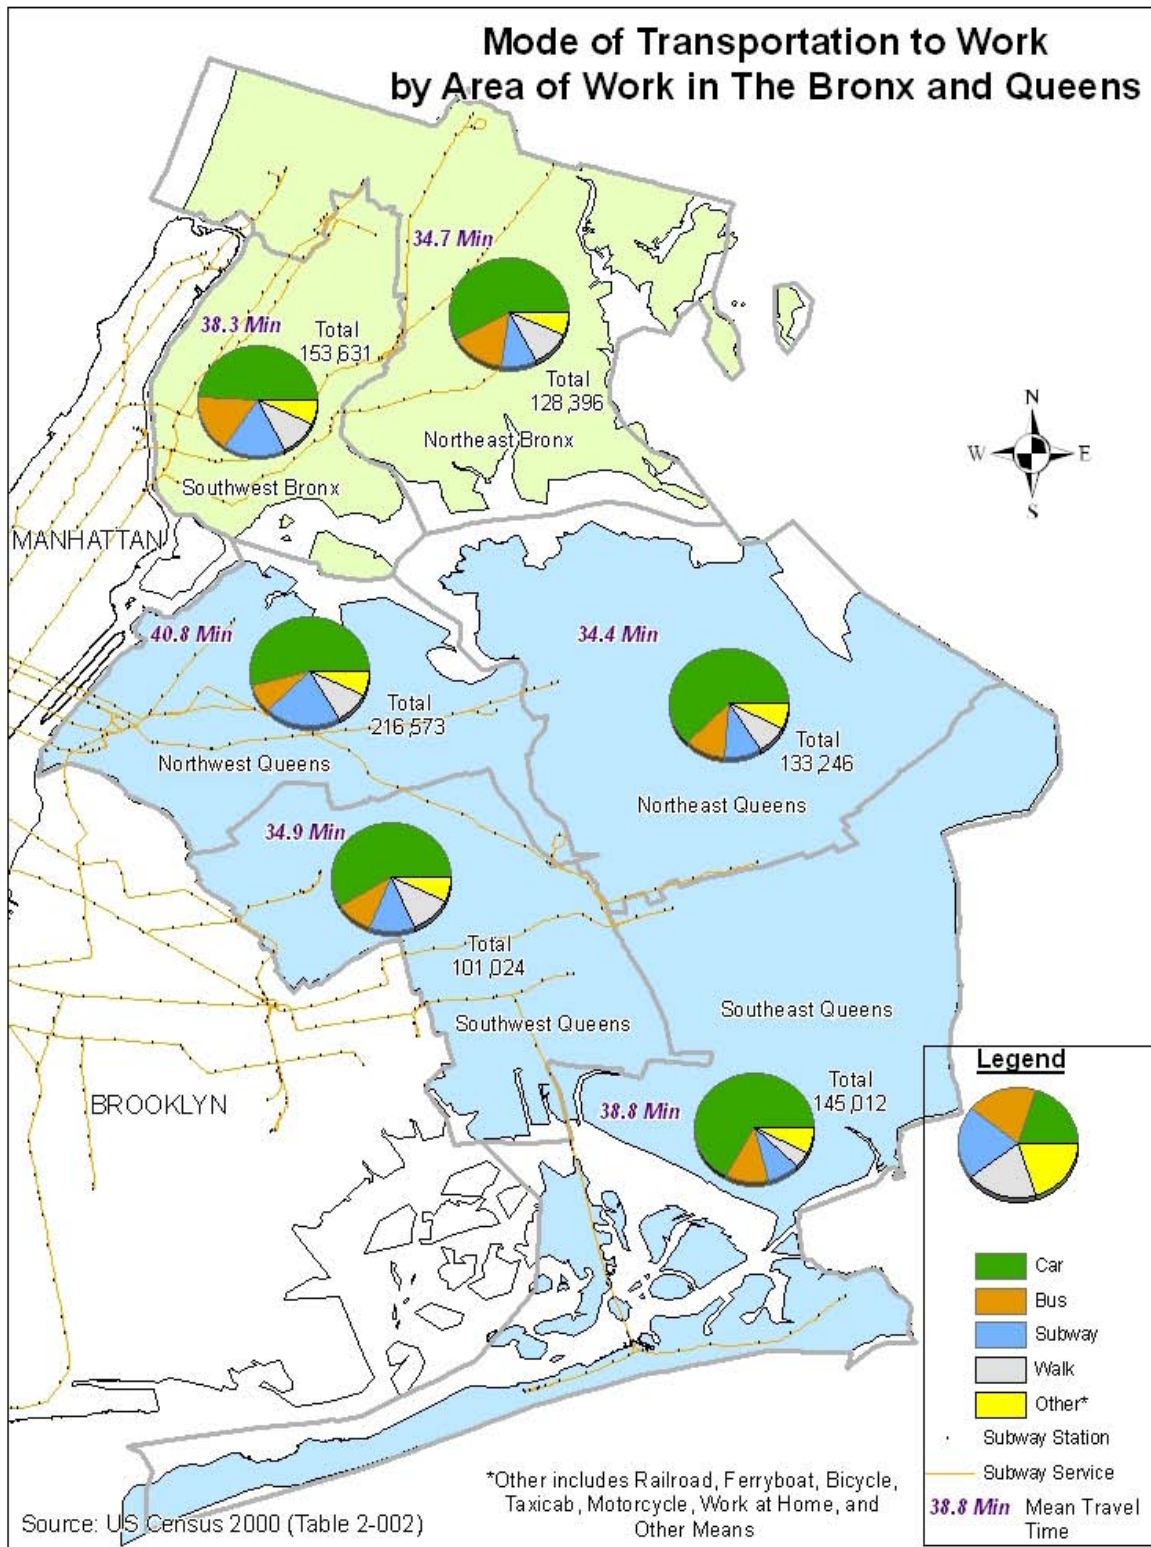 Mode of Transportation to Work
by Area of Work in The Bronx and Queens
34.7 Min
38.3 Min
Total
153,631
Total
128,396
Northeast Bronx
Southwest Bronx
N
W
E
S
MANHATTAN
40.8 Min
34.4 Min
Total
216,573
Total
133,246
Northwest Queens
Northeast Queens
34.9 Min
Total
101,024
Southwest Queens
Southeast Queens
38.8 Min
Total
145,012
BROOKLYN
Legend
Car
Bus
Subway
Walk
Other*
Subway Station
Subway Service
38.8 Min Mean Travel
Time
*Other includes Railroad, Ferryboat, Bicycle,
Taxicab, Motorcycle, Work at Home, and
Other Means
Source: US Census 2000 (Table 2-002)